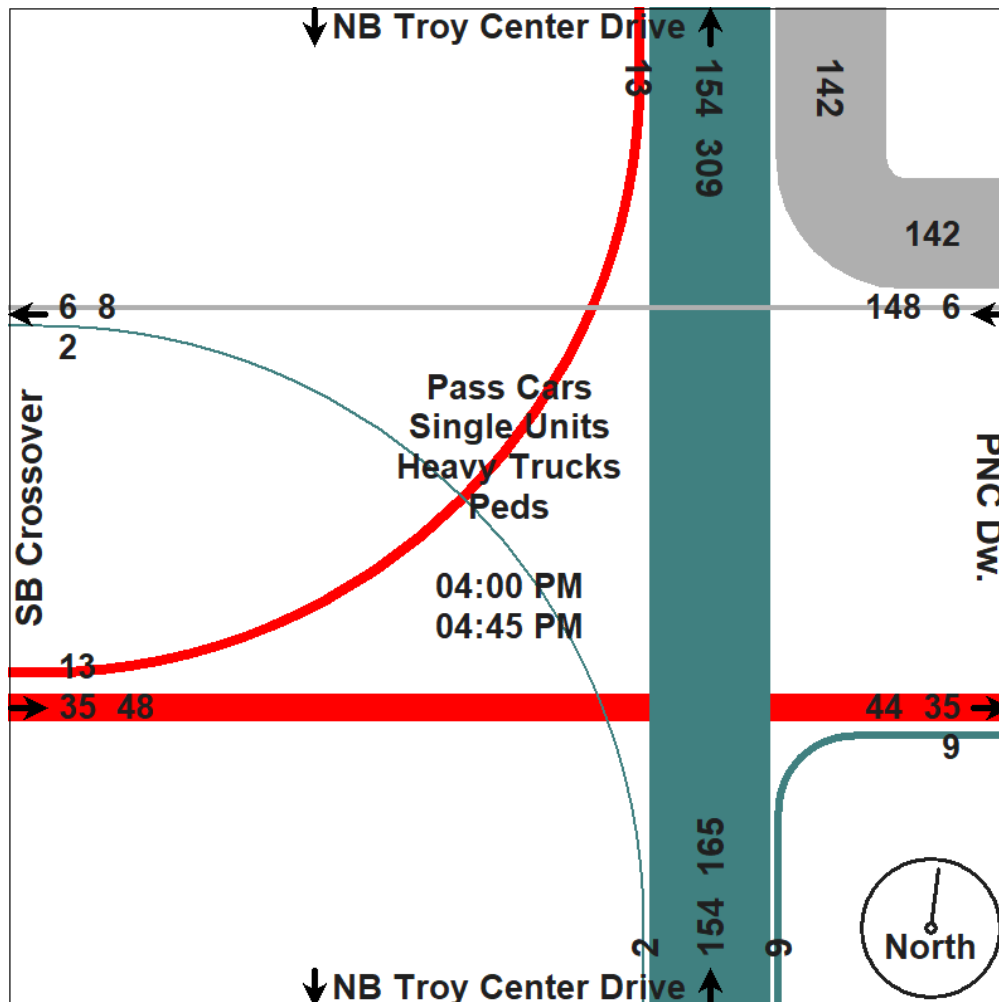 NB Troy Center Drive
13
154 309
142
142
6 8
148 6
2
Pass Cars
Single Units
Heavy Trucks
Peds
SB Crossover
PNC Dw.
04:00 PM
04:45 PM
13
35 48
44 35
9
154 165
2
9
North
NB Troy Center Drive